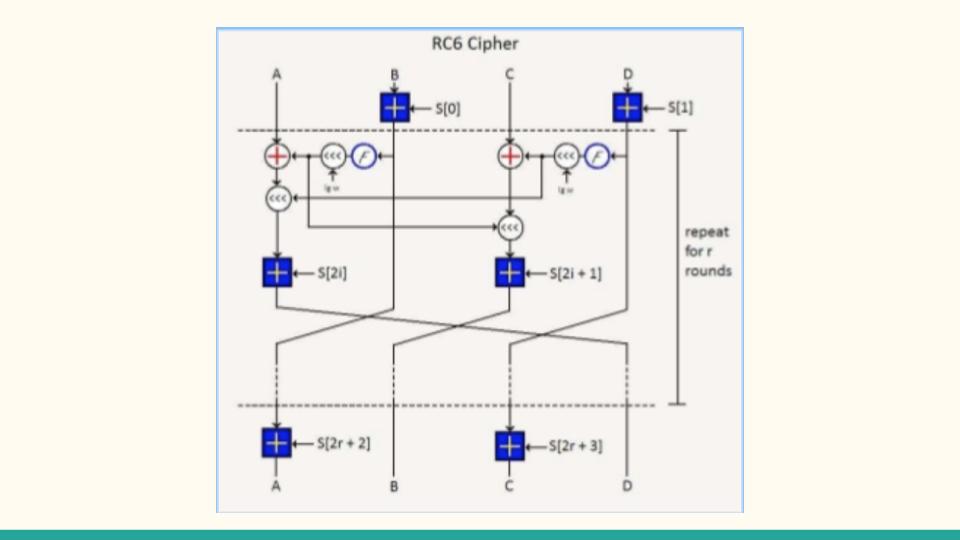 RC6 Cipher
A B C D
S[0] S[1]
<<< F <<< F
lg w lg w
<<<
<<<
repeat
for r
rounds
S[2i] S[2i + 1]
S[2r + 2] S[2r + 3]
A B C D